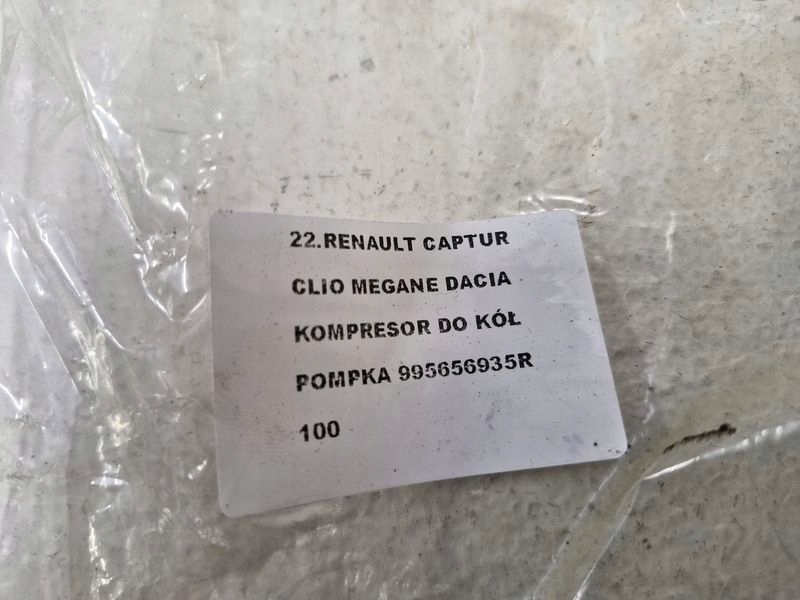 22.RENAULT CAPTUR
CLIO MEGANE DACIA
KOMPRESOR DO KÓŁ
POMPKA 995656935R
100